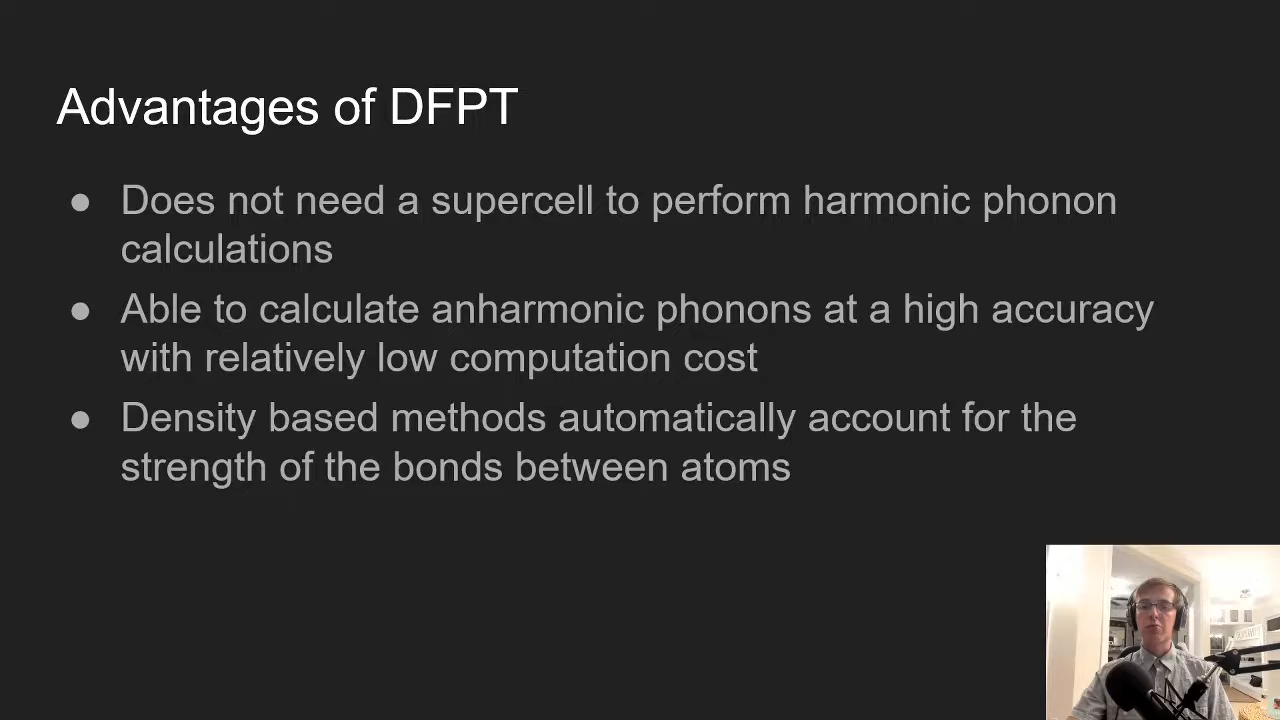 Advantages of DFPT
● Does not need a supercell to perform harmonic phonon
calculations
● Able to calculate anharmonic phonons at a high accuracy
with relatively low computation cost
● Density based methods automatically account for the
strength of the bonds between atoms